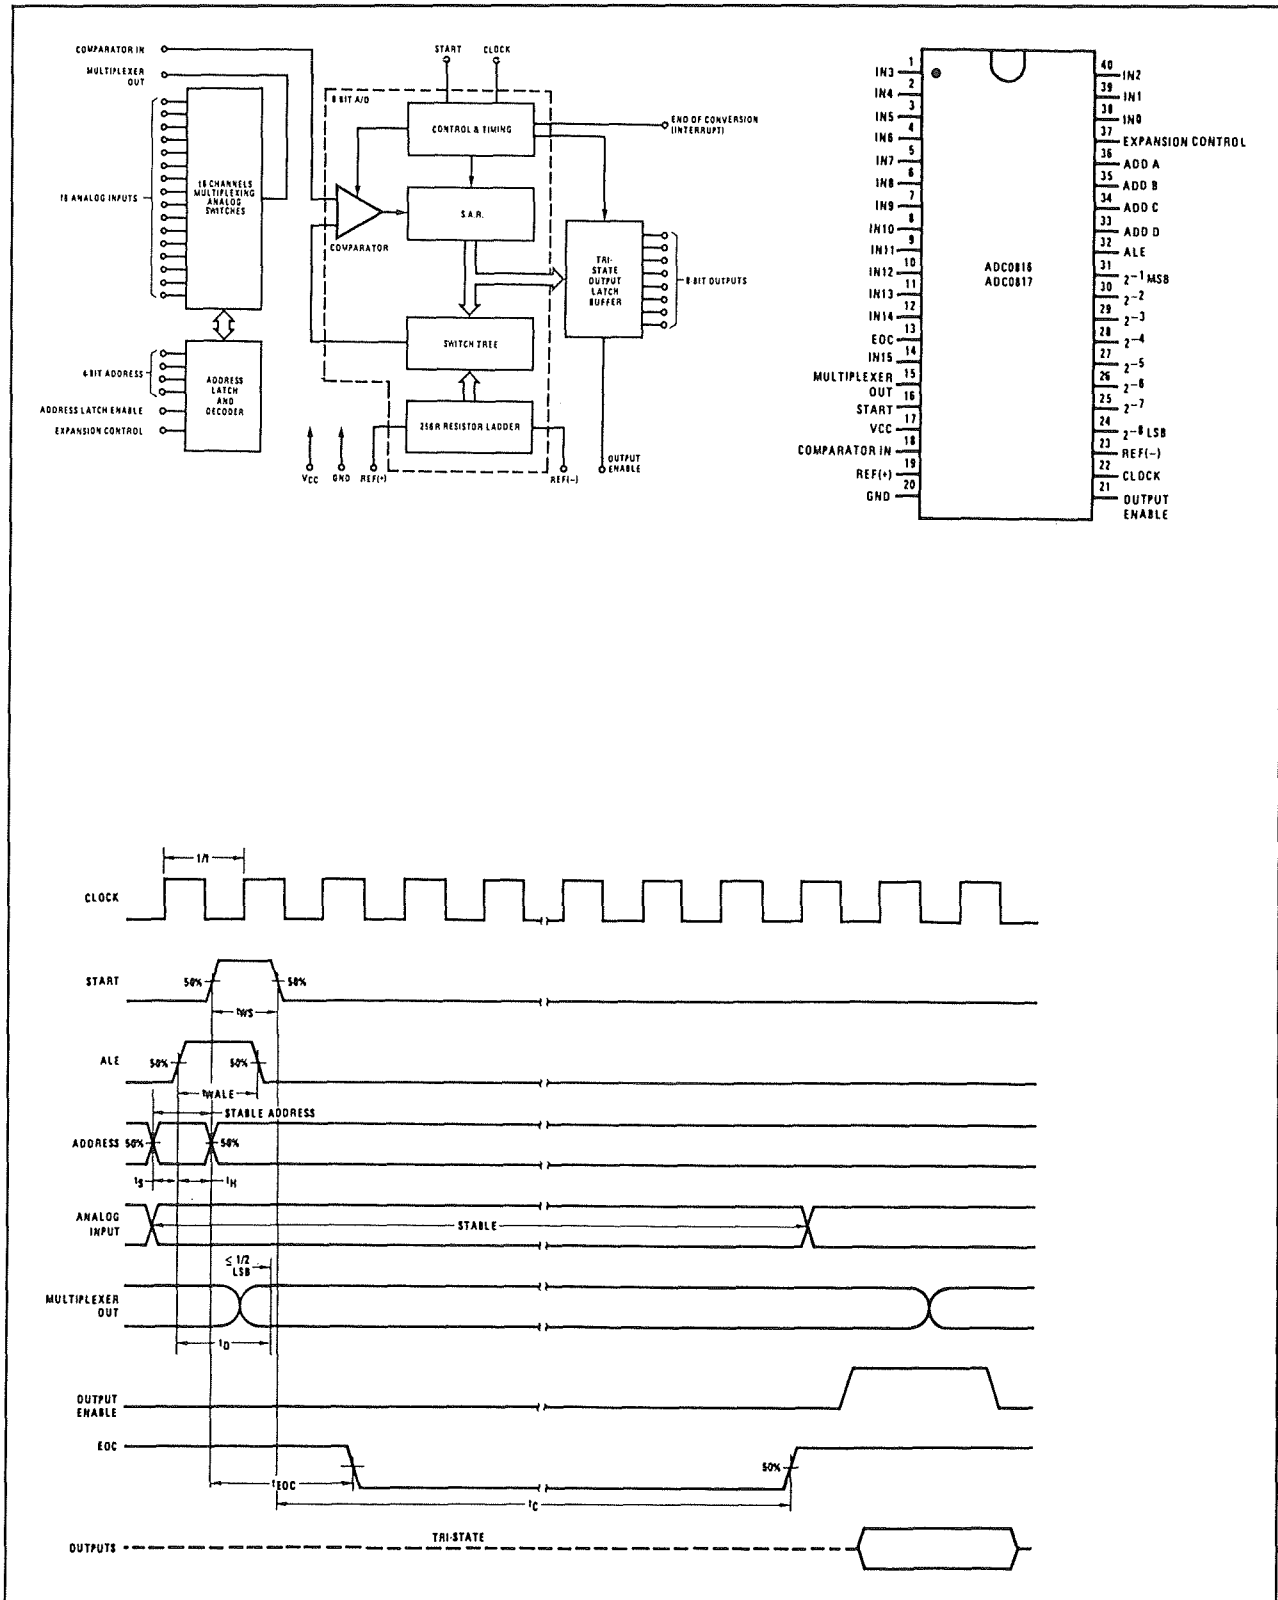 COMPARATOR IN
MULTIPLEXER
OUT
16 ANALOG INPUTS
16 CHANNELS
MULTIPLEXING
ANALOG
SWITCHES
4-BIT ADDRESS
ADDRESS LATCH ENABLE
EXPANSION CONTROL
ADDRESS
LATCH
AND
DECODER
START
CLOCK
8 BIT A/D
CONTROL & TIMING
END OF CONVERSION
(INTERRUPT)
S.A.R.
COMPARATOR
TRI-
STATE
OUTPUT
LATCH
BUFFER
8-BIT OUTPUTS
SWITCH TREE
256R RESISTOR LADDER
VCC
GND
REF(+)
REF(−)
OUTPUT
ENABLE
IN3 1
IN4 2
IN5 3
IN6 4
IN7 5
IN8 6
IN9 7
IN10 8
IN11 9
IN12 10
IN13 11
IN14 12
EOC 13
IN15 14
MULTIPLEXER 15
OUT
START 16
VCC 17
COMPARATOR IN 18
REF(+) 19
GND 20
ADC0816
ADC0817
40 IN2
39 IN1
38 IN0
37 EXPANSION CONTROL
36 ADD A
35 ADD B
34 ADD C
33 ADD D
32 ALE
31 2−1 MSB
30 2−2
29 2−3
28 2−4
27 2−5
26 2−6
25 2−7
24 2−8 LSB
23 REF(−)
22 CLOCK
21 OUTPUT
ENABLE
1/f
CLOCK
START
50%
50%
tWS
ALE
50%
50%
tWALE
STABLE ADDRESS
ADDRESS
50%
50%
tS
tH
ANALOG
INPUT
STABLE
≤ 1/2
LSB
MULTIPLEXER
OUT
tD
OUTPUT
ENABLE
EOC
50%
tEOC
tC
TRI-STATE
OUTPUTS